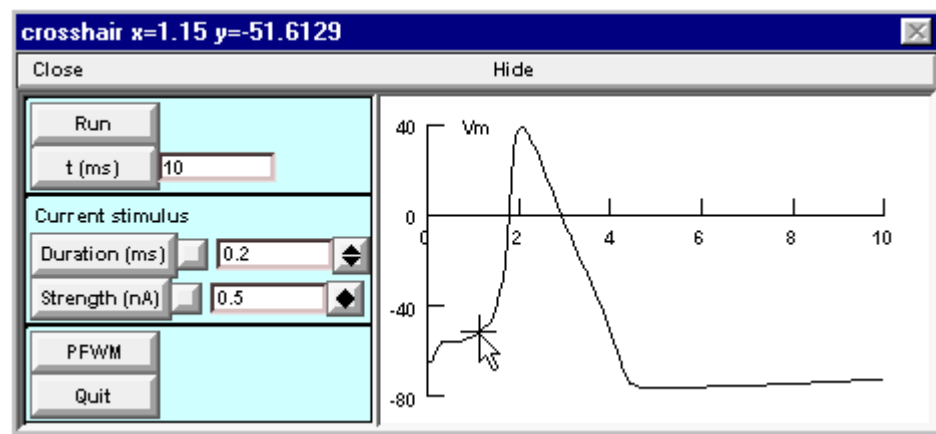 crosshair x=1.15 y=-51.6129
Close Hide
Run
t (ms) 10
Current stimulus
Duration (ms) 0.2
Strength (nA) 0.5
PFWM
Quit
40 Vm
0
0 2 4 6 8 10
-40
-80